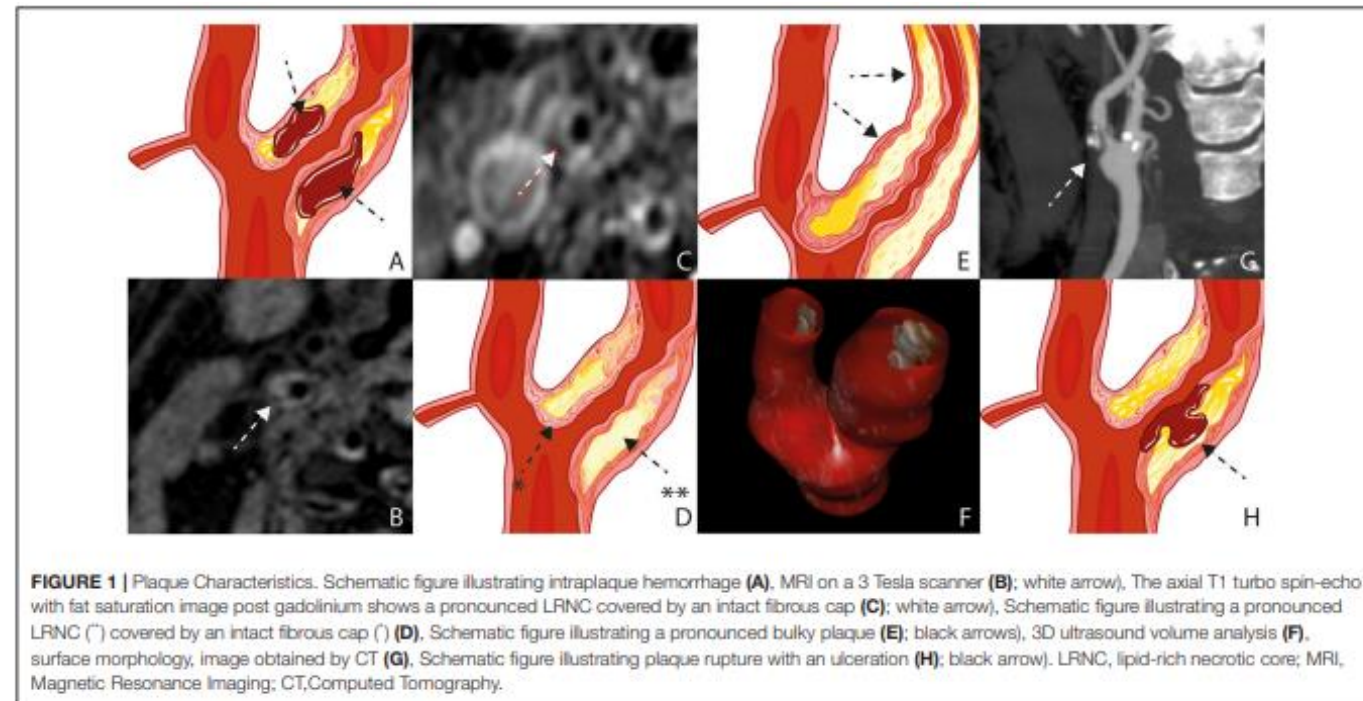 A
C
E
G
B
*
**
D
F
H
FIGURE 1 | Plaque Characteristics. Schematic figure illustrating intraplaque hemorrhage (A), MRI on a 3 Tesla scanner (B); white arrow), The axial T1 turbo spin-echo
with fat saturation image post gadolinium shows a pronounced LRNC covered by an intact fibrous cap (C); white arrow), Schematic figure illustrating a pronounced
LRNC (**) covered by an intact fibrous cap (*) (D), Schematic figure illustrating a pronounced bulky plaque (E); black arrows), 3D ultrasound volume analysis (F),
surface morphology, image obtained by CT (G), Schematic figure illustrating plaque rupture with an ulceration (H); black arrow). LRNC, lipid-rich necrotic core; MRI,
Magnetic Resonance Imaging; CT,Computed Tomography.